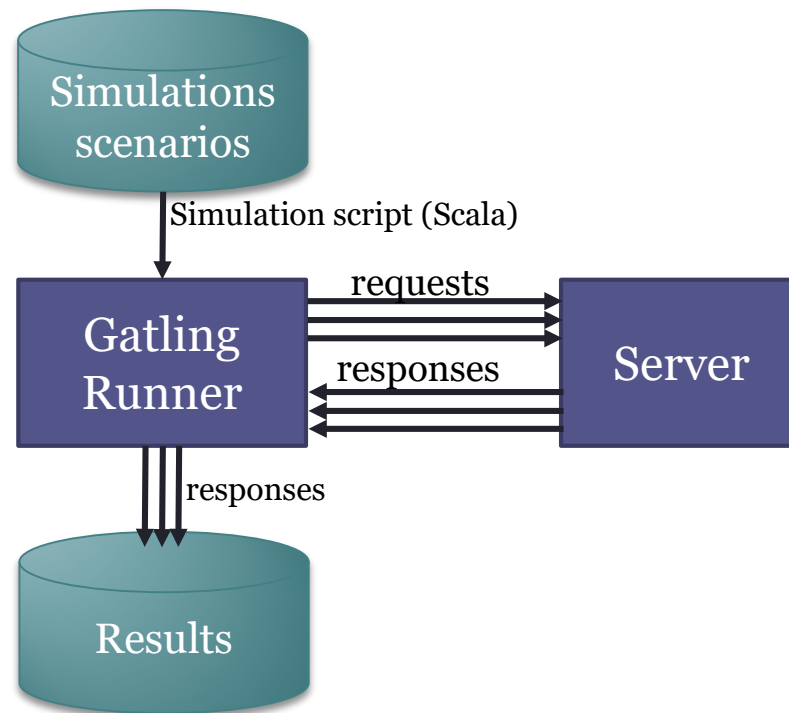 Simulations
scenarios
Simulation script (Scala)
requests
Gatling
Runner
responses
Server
responses
Results